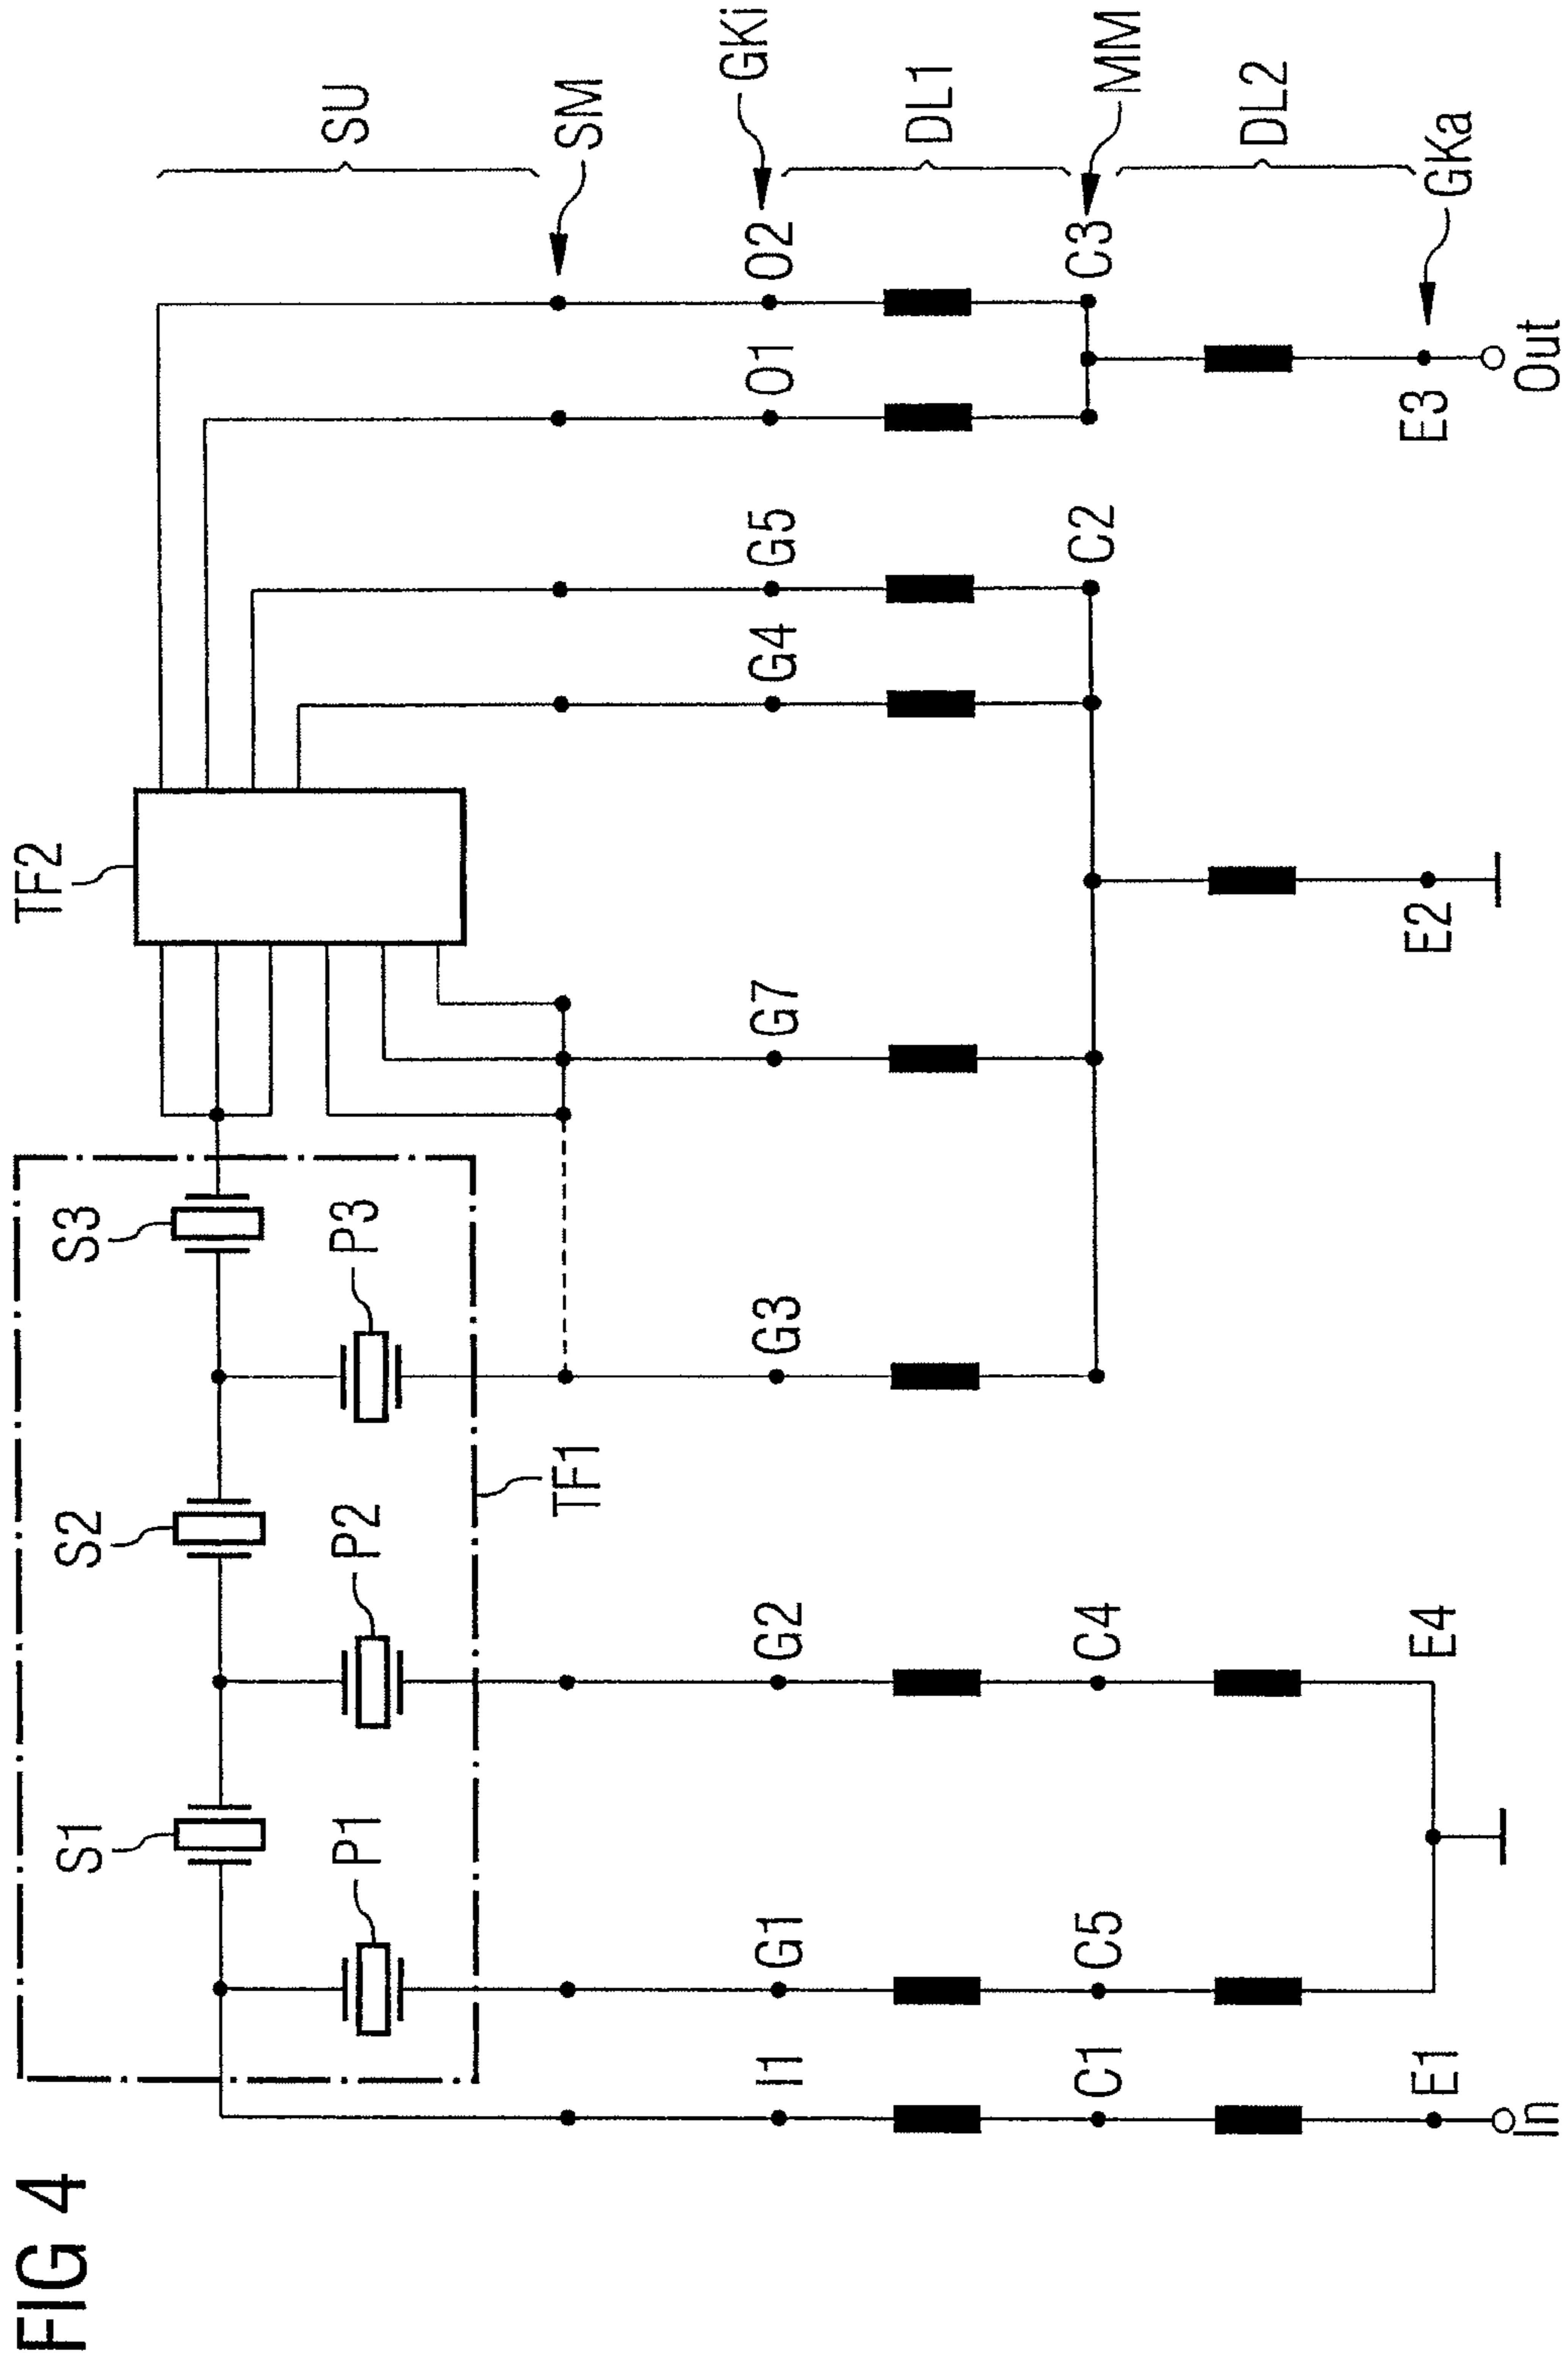 FIG 4
S1
S2
S3
TF2
SU
P1
P2
P3
TF1
SM
I1
G1
G2
G3
G7
G4
G5
O1
O2
GKi
DL1
C1
C5
C4
C2
C3
MM
DL2
E1
E4
E2
E3
GKa
In
Out